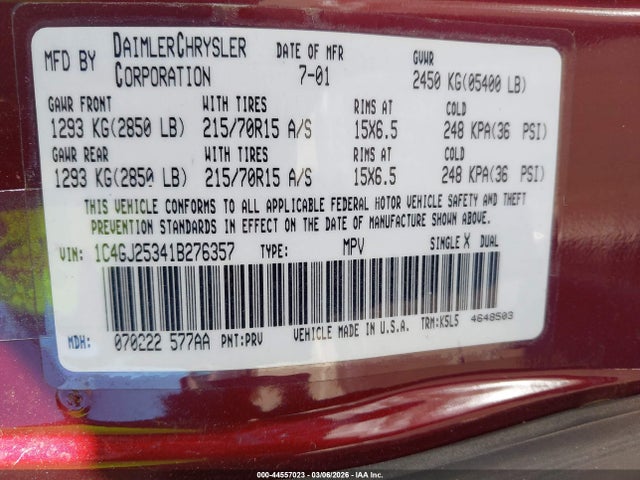 MFD BY DAIMLERCHRYSLER CORPORATION DATE OF MFR 7-01 GVWR 2450 KG(05400 LB)
GAWR FRONT WITH TIRES RIMS AT COLD
1293 KG(2850 LB) 215/70R15 A/S 15X6.5 248 KPA(36 PSI)
GAWR REAR WITH TIRES RIMS AT COLD
1293 KG(2850 LB) 215/70R15 A/S 15X6.5 248 KPA(36 PSI)
THIS VEHICLE CONFORMS TO ALL APPLICABLE FEDERAL MOTOR VEHICLE SAFETY AND THEFT
PREVENTION STANDARDS IN EFFECT ON THE DATE OF MANUFACTURE SHOWN ABOVE.
VIN: 1C4GJ25341B276357 TYPE: MPV SINGLE X DUAL
MDH: 070222 577AA PNT:PRV VEHICLE MADE IN U.S.A. TRM:K5L5 4648503
000-44557023 | 03/06/2026 | IAA Inc.